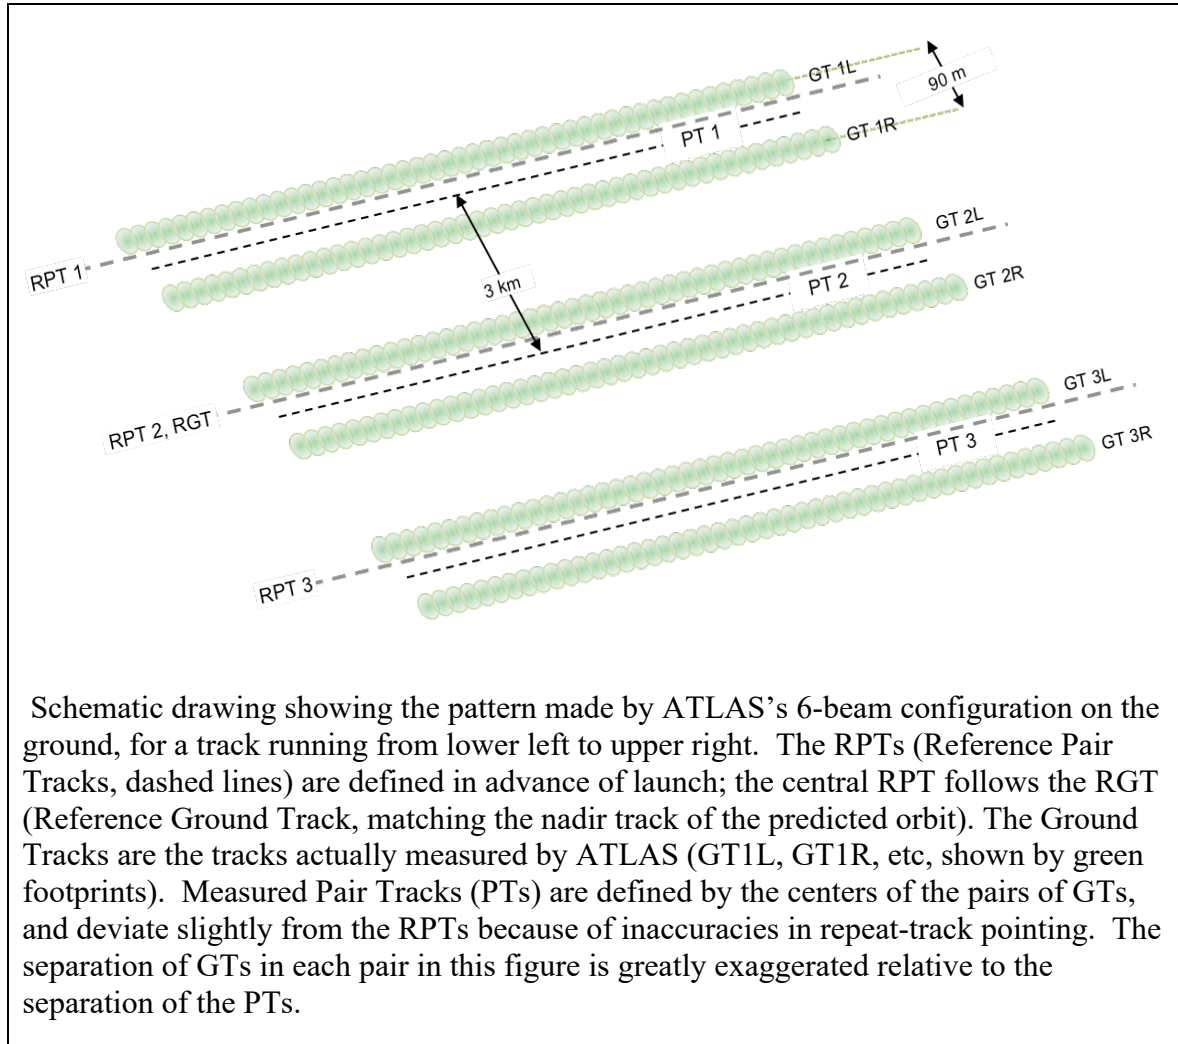 GT 1L
90 m
PT 1
GT 1R
RPT 1
GT 2L
3 km
PT 2
GT 2R
RPT 2, RGT
GT 3L
PT 3
GT 3R
RPT 3
Schematic drawing showing the pattern made by ATLAS’s 6-beam configuration on the
ground, for a track running from lower left to upper right.  The RPTs (Reference Pair
Tracks, dashed lines) are defined in advance of launch; the central RPT follows the RGT
(Reference Ground Track, matching the nadir track of the predicted orbit). The Ground
Tracks are the tracks actually measured by ATLAS (GT1L, GT1R, etc, shown by green
footprints).  Measured Pair Tracks (PTs) are defined by the centers of the pairs of GTs,
and deviate slightly from the RPTs because of inaccuracies in repeat-track pointing.  The
separation of GTs in each pair in this figure is greatly exaggerated relative to the
separation of the PTs.